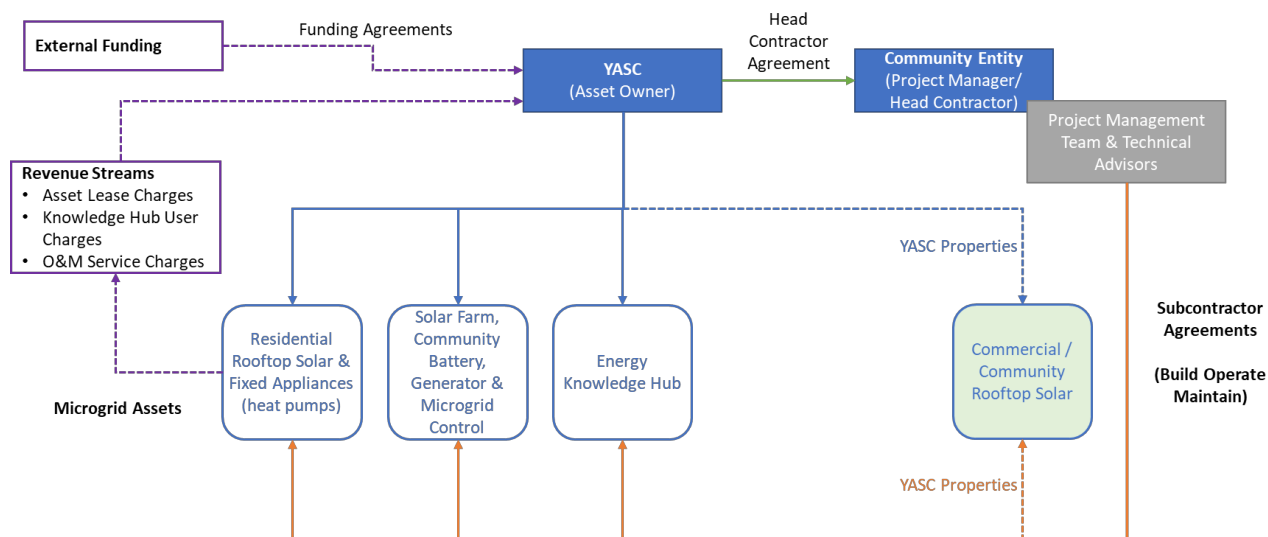 External Funding
Funding Agreements
Head
Contractor
Agreement
YASC
(Asset Owner)
Community Entity
(Project Manager/
Head Contractor)
Project Management
Team & Technical
Advisors
Revenue Streams
• Asset Lease Charges
• Knowledge Hub User
Charges
• O&M Service Charges
YASC Properties
Residential
Rooftop Solar &
Fixed Appliances
(heat pumps)
Solar Farm,
Community
Battery,
Generator &
Microgrid
Control
Energy
Knowledge Hub
Commercial /
Community
Rooftop Solar
Subcontractor
Agreements
(Build Operate
Maintain)
Microgrid Assets
YASC Properties